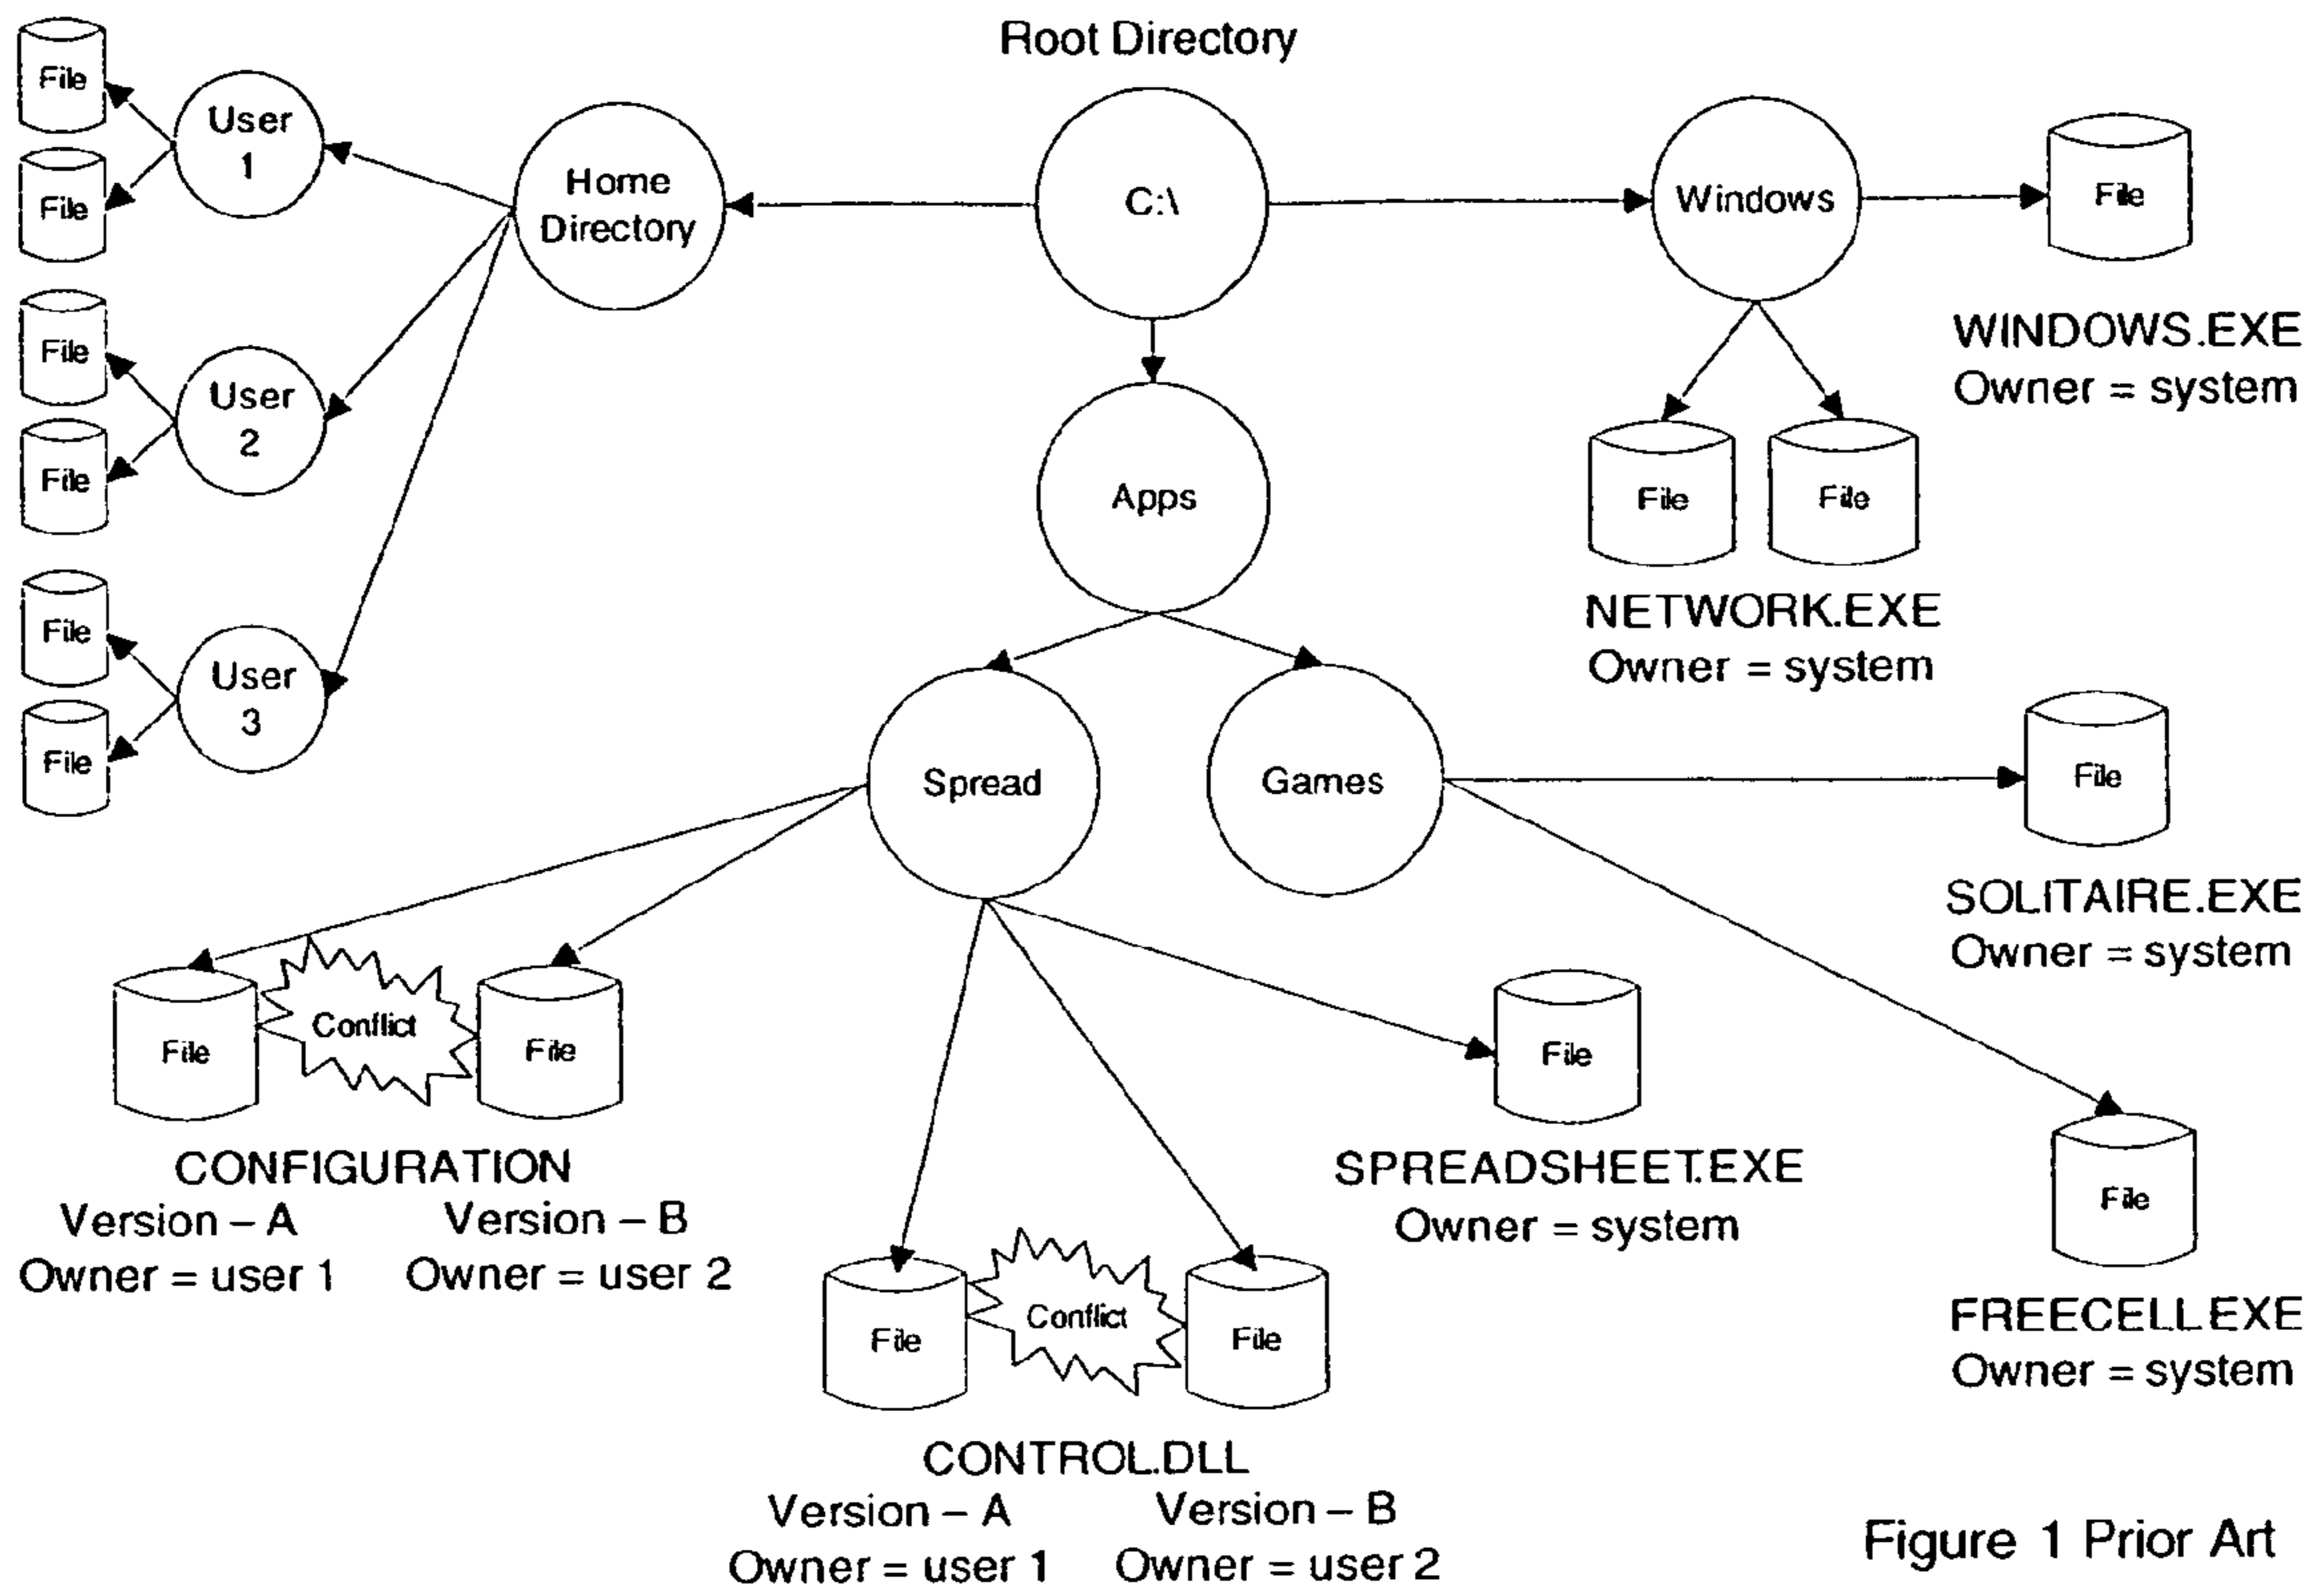 Root Directory
File
File
User
1
Home
Directory
C:\
Windows
File
WINDOWS.EXE
Owner = system
File
File
User
2
Apps
File
File
NETWORK.EXE
Owner = system
File
File
User
3
Spread
Games
File
SOLITAIRE.EXE
Owner = system
File
Conflict
File
CONFIGURATION
Version – A
Version – B
Owner = user 1
Owner = user 2
File
SPREADSHEET.EXE
Owner = system
File
FREECELL.EXE
Owner = system
File
Conflict
File
CONTROL.DLL
Version – A
Version – B
Owner = user 1
Owner = user 2
Figure 1 Prior Art